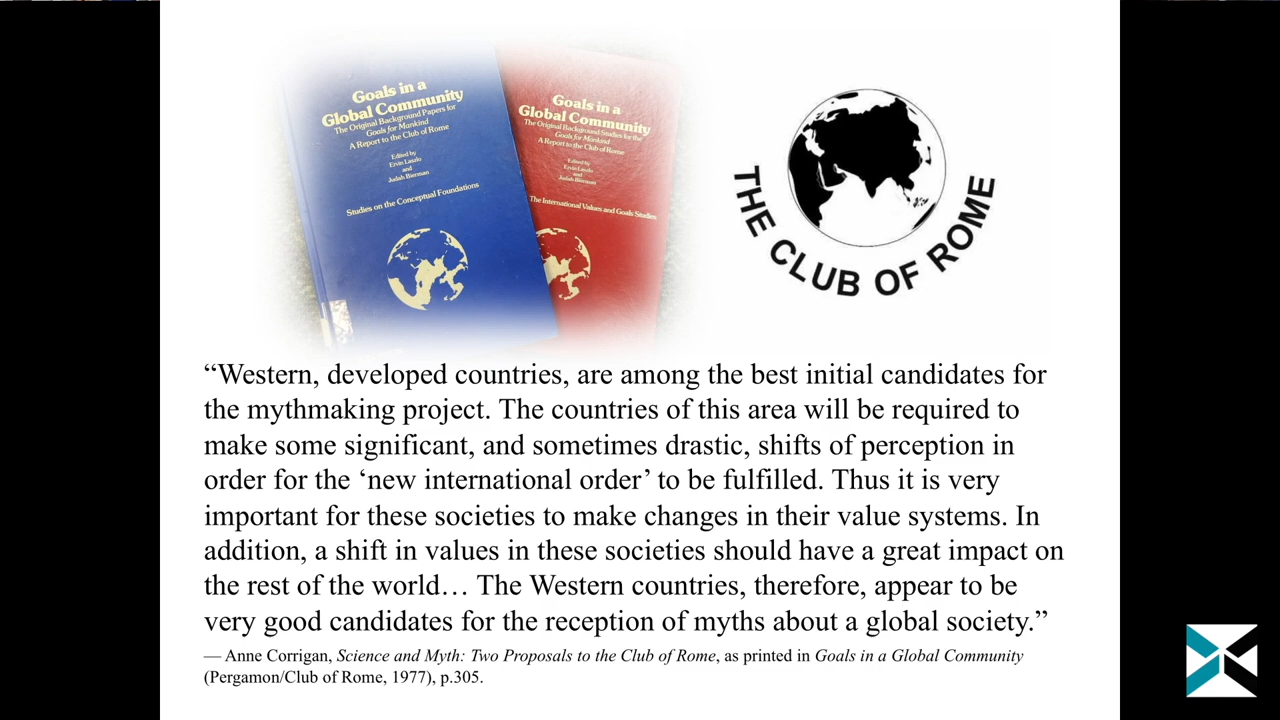 Goals in a
Global Community
The Original Background Papers for
Goals for Mankind
A Report to the Club of Rome
Edited by
Ervin Laszlo
and
Judah Bierman
Studies on the Conceptual Foundations
Goals in a
Global Community
The Original Background Studies for the
Goals for Mankind
A Report to the Club of Rome
Edited by
Ervin Laszlo
and
Judah Bierman
The International Values and Goals Studies
THE CLUB OF ROME
“Western, developed countries, are among the best initial candidates for
the mythmaking project. The countries of this area will be required to
make some significant, and sometimes drastic, shifts of perception in
order for the ‘new international order’ to be fulfilled. Thus it is very
important for these societies to make changes in their value systems. In
addition, a shift in values in these societies should have a great impact on
the rest of the world… The Western countries, therefore, appear to be
very good candidates for the reception of myths about a global society.”
— Anne Corrigan, Science and Myth: Two Proposals to the Club of Rome, as printed in Goals in a Global Community
(Pergamon/Club of Rome, 1977), p.305.